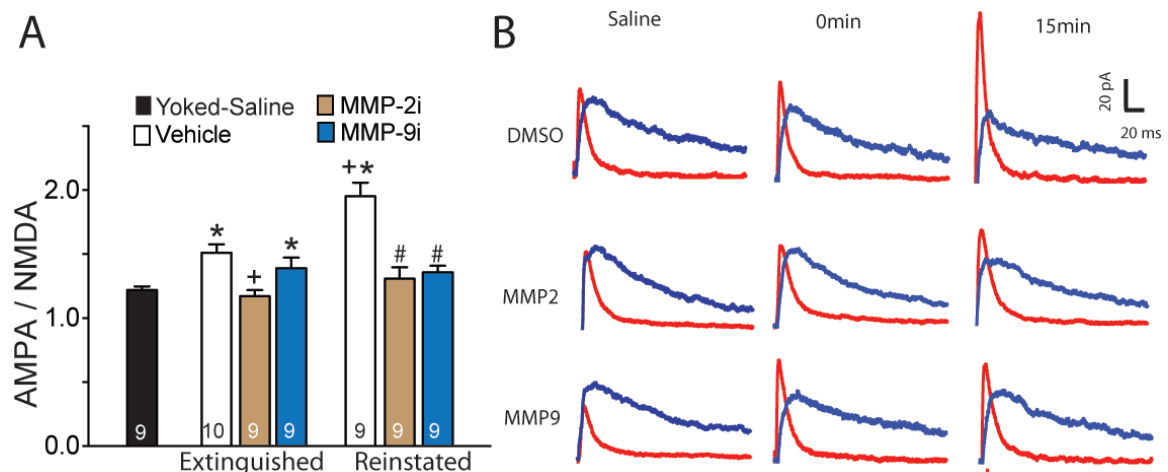 A
Yoked-Saline
Vehicle
MMP-2i
MMP-9i
AMPA / NMDA
2.0
1.0
0.0
*
+
*
+*
#
#
9
10
9
9
9
9
9
Extinguished
Reinstated
B
Saline
0min
15min
DMSO
MMP2
MMP9
20 pA
20 ms